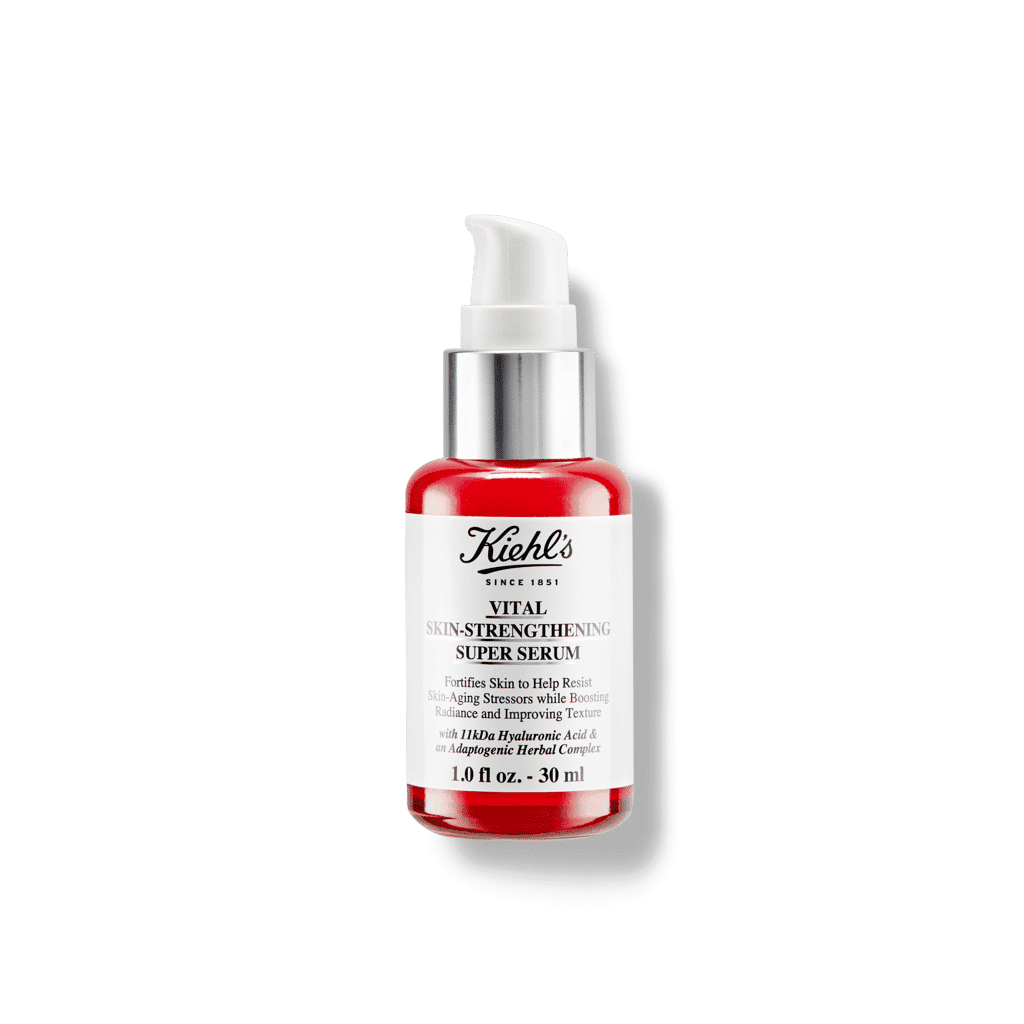 Kiehl's
SINCE 1851
VITAL
SKIN-STRENGTHENING
SUPER SERUM
Fortifies Skin to Help Resist
Skin-Aging Stressors while Boosting
Radiance and Improving Texture
with 11kDa Hyaluronic Acid &
an Adaptogenic Herbal Complex
1.0 fl oz. - 30 ml